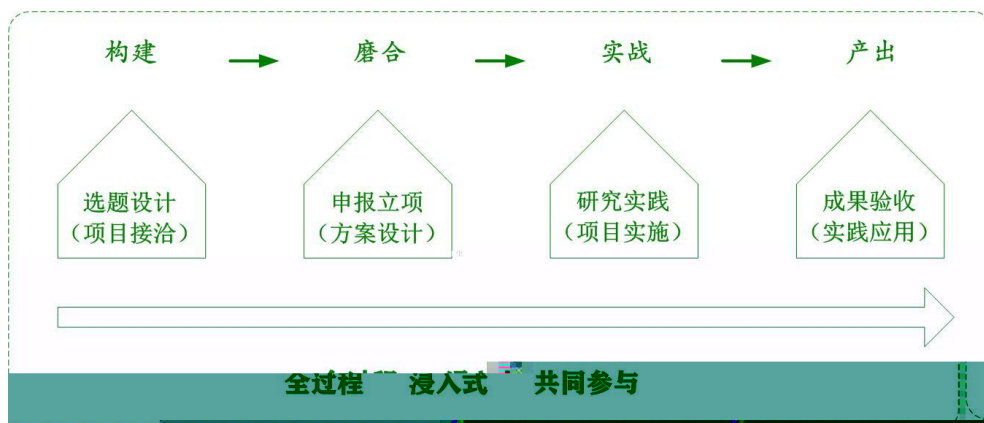 构建 磨合 实战 产出
选题设计 申报立项 研究实践 成果验收
（项目接洽） （方案设计） （项目实施） （实践应用）
全过程 浸入式 共同参与